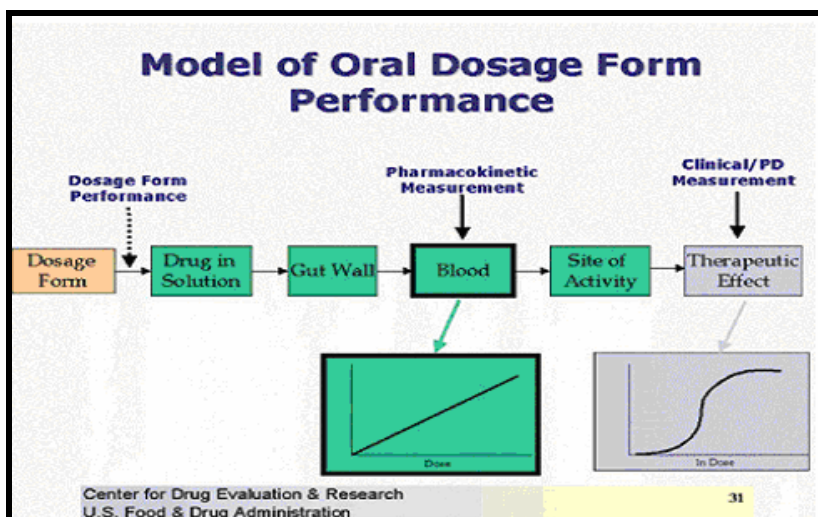 Model of Oral Dosage Form
Performance
Dosage Form
Performance
Pharmacokinetic
Measurement
Clinical/PD
Measurement
Dosage
Form
Drug in
Solution
Gut Wall
Blood
Site of
Activity
Therapeutic
Effect
Dose
ln Dose
Center for Drug Evaluation & Research
U.S. Food & Drug Administration
31